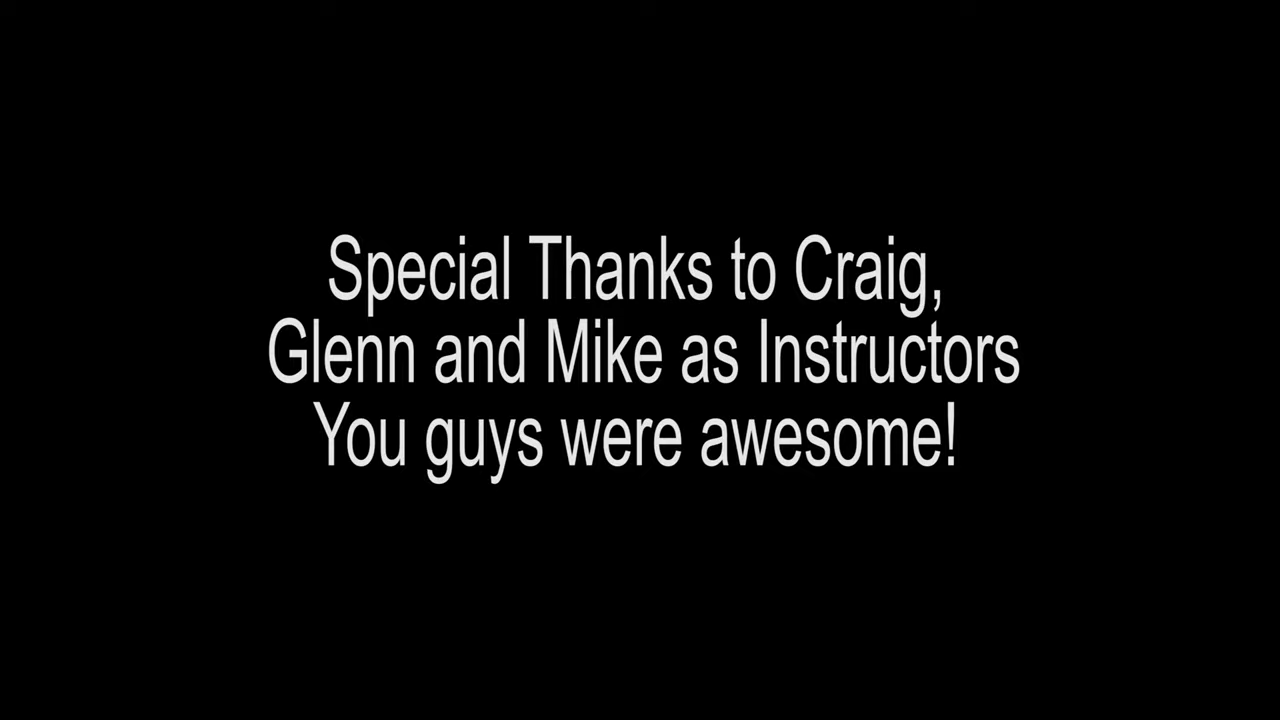 Special Thanks to Craig,
Glenn and Mike as Instructors
You guys were awesome!